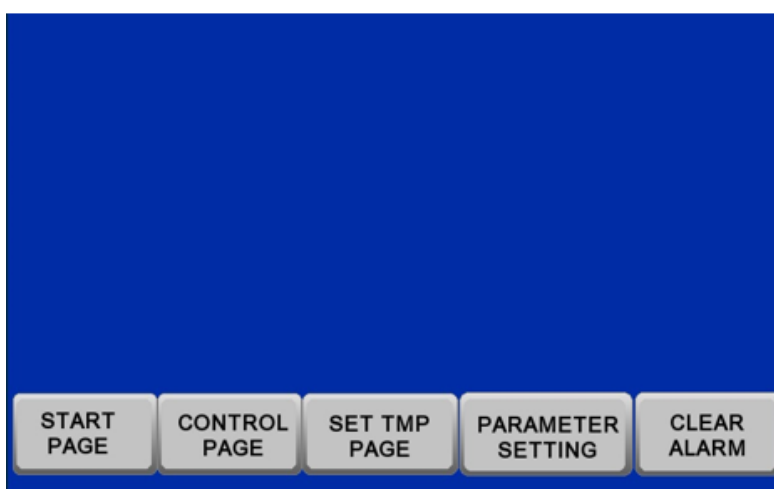 START
PAGE
CONTROL
PAGE
SET TMP
PAGE
PARAMETER
SETTING
CLEAR
ALARM